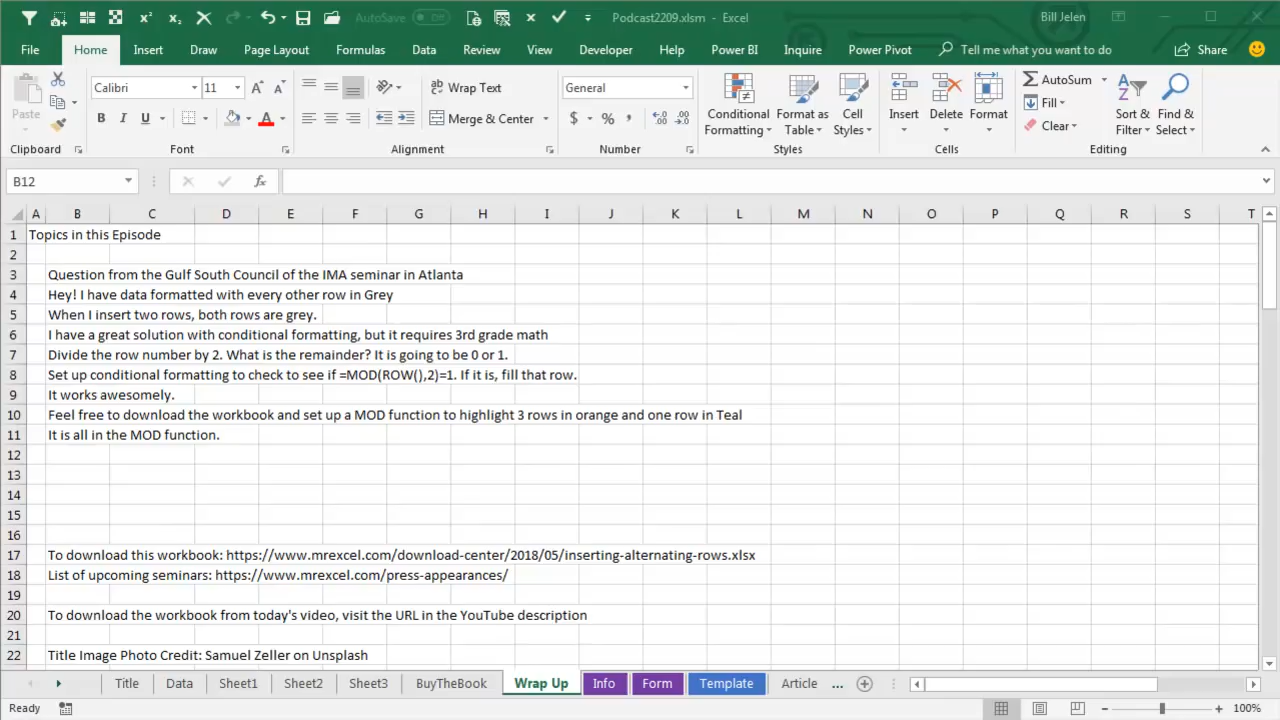 AutoSave Off
Podcast2209.xlsm - Excel
Bill Jelen
File Home Insert Draw Page Layout Formulas Data Review View Developer Help Power BI Inquire Power Pivot Tell me what you want to do Share
Paste
Calibri 11
Wrap Text
General
Conditional Formatting
Format as Table
Cell Styles
Insert
Delete
Format
AutoSum
Fill
Clear
Sort & Filter
Find & Select
B I U A
Merge & Center
$ % ,
Clipboard Font Alignment Number Styles Cells Editing
B12 fx
A B C D E F G H I J K L M N O P Q R S T
1 Topics in this Episode
2
3 Question from the Gulf South Council of the IMA seminar in Atlanta
4 Hey! I have data formatted with every other row in Grey
5 When I insert two rows, both rows are grey.
6 I have a great solution with conditional formatting, but it requires 3rd grade math
7 Divide the row number by 2. What is the remainder? It is going to be 0 or 1.
8 Set up conditional formatting to check to see if =MOD(ROW(),2)=1. If it is, fill that row.
9 It works awesomely.
10 Feel free to download the workbook and set up a MOD function to highlight 3 rows in orange and one row in Teal
11 It is all in the MOD function.
12
13
14
15
16
17 To download this workbook: https://www.mrexcel.com/download-center/2018/05/inserting-alternating-rows.xlsx
18 List of upcoming seminars: https://www.mrexcel.com/press-appearances/
19
20 To download the workbook from today's video, visit the URL in the YouTube description
21
22 Title Image Photo Credit: Samuel Zeller on Unsplash
Title Data Sheet1 Sheet2 Sheet3 BuyTheBook Wrap Up Info Form Template Article ...
Ready 100%